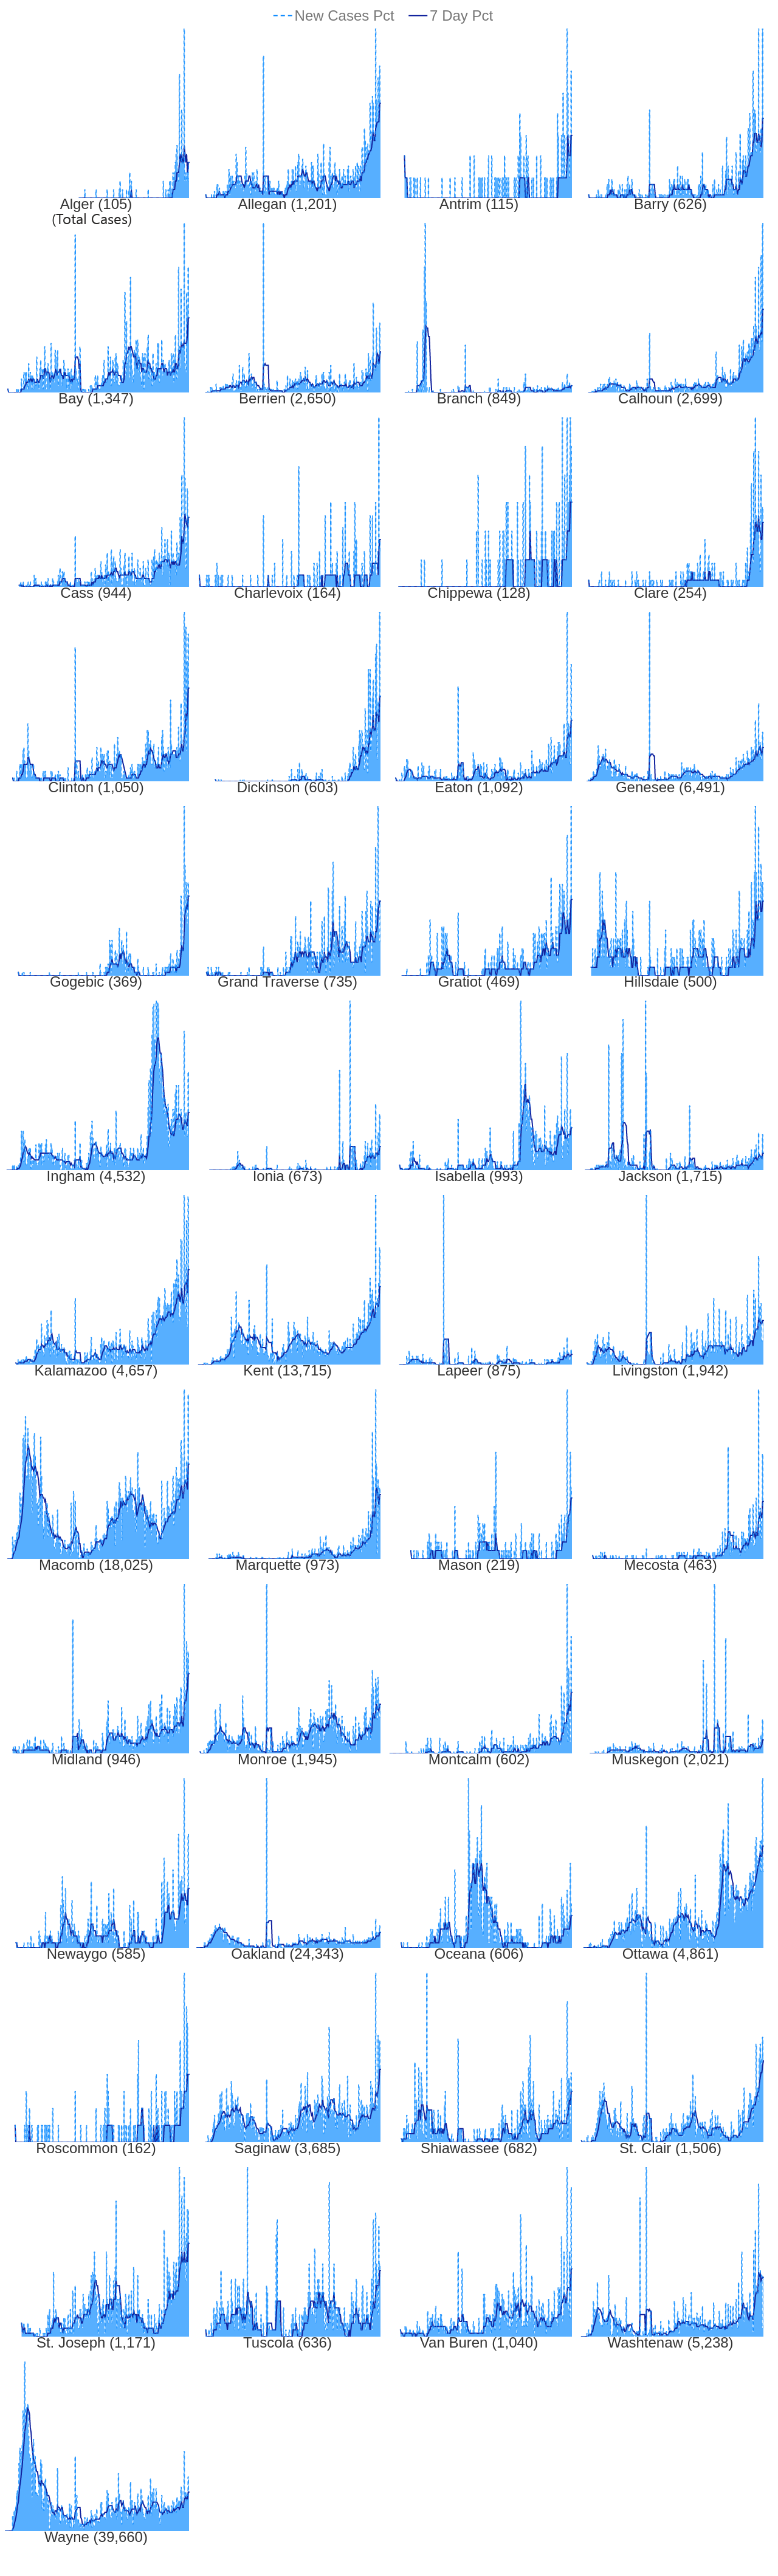 New Cases Pct 7 Day Pct
Alger (105) Allegan (1,201) Antrim (115) Barry (626)
(Total Cases)
Bay (1,347) Berrien (2,650) Branch (849) Calhoun (2,699)
Cass (944) Charlevoix (164) Chippewa (128) Clare (254)
Clinton (1,050) Dickinson (603) Eaton (1,092) Genesee (6,491)
Gogebic (369) Grand Traverse (735) Gratiot (469) Hillsdale (500)
Ingham (4,532) Ionia (673) Isabella (993) Jackson (1,715)
Kalamazoo (4,657) Kent (13,715) Lapeer (875) Livingston (1,942)
Macomb (18,025) Marquette (973) Mason (219) Mecosta (463)
Midland (946) Monroe (1,945) Montcalm (602) Muskegon (2,021)
Newaygo (585) Oakland (24,343) Oceana (606) Ottawa (4,861)
Roscommon (162) Saginaw (3,685) Shiawassee (682) St. Clair (1,506)
St. Joseph (1,171) Tuscola (636) Van Buren (1,040) Washtenaw (5,238)
Wayne (39,660)